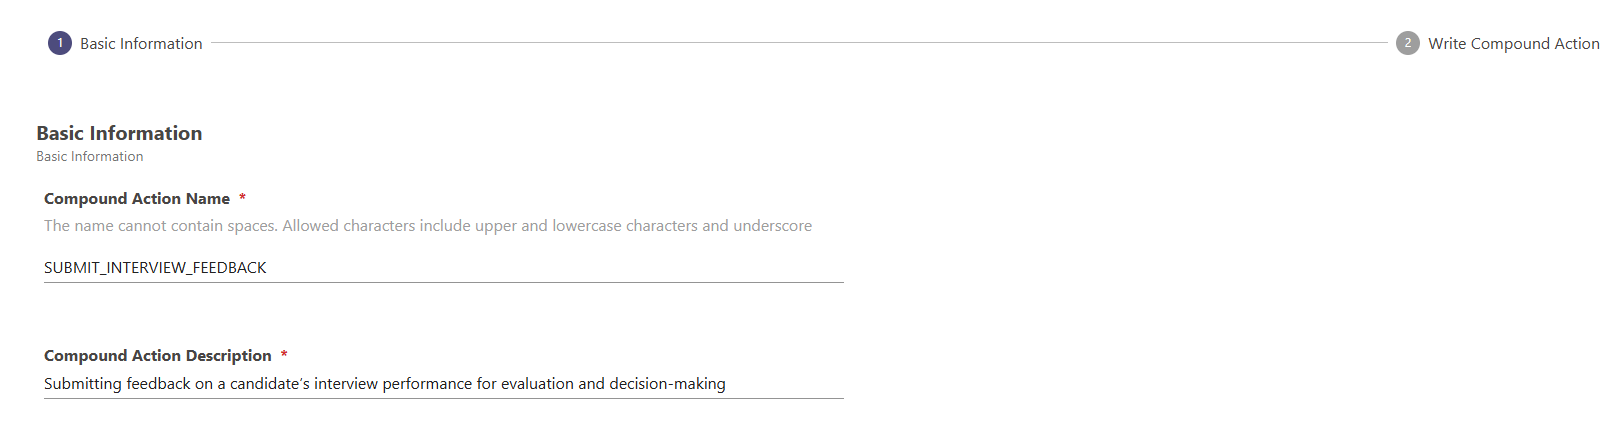 1 Basic Information
2 Write Compound Action
Basic Information
Basic Information
Compound Action Name *
The name cannot contain spaces. Allowed characters include upper and lowercase characters and underscore
SUBMIT_INTERVIEW_FEEDBACK
Compound Action Description *
Submitting feedback on a candidate's interview performance for evaluation and decision-making